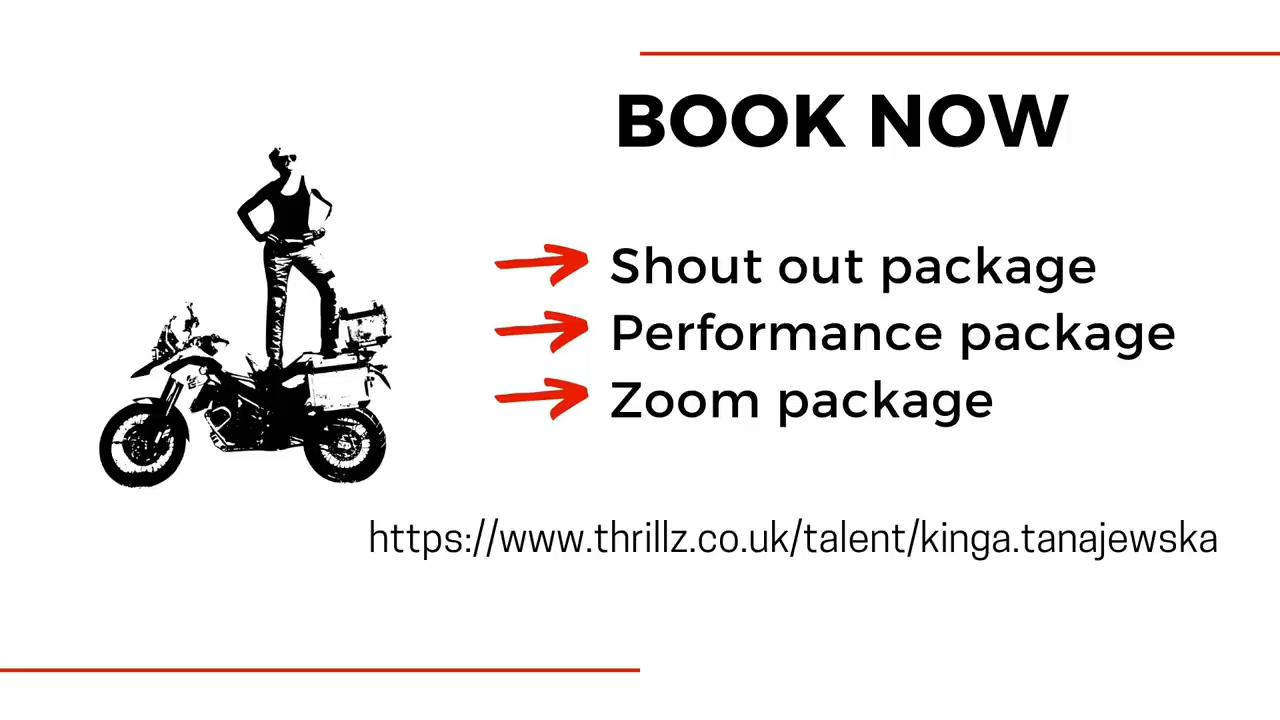 BOOK NOW
Shout out package
Performance package
Zoom package
https://www.thrillz.co.uk/talent/kinga.tanajewska